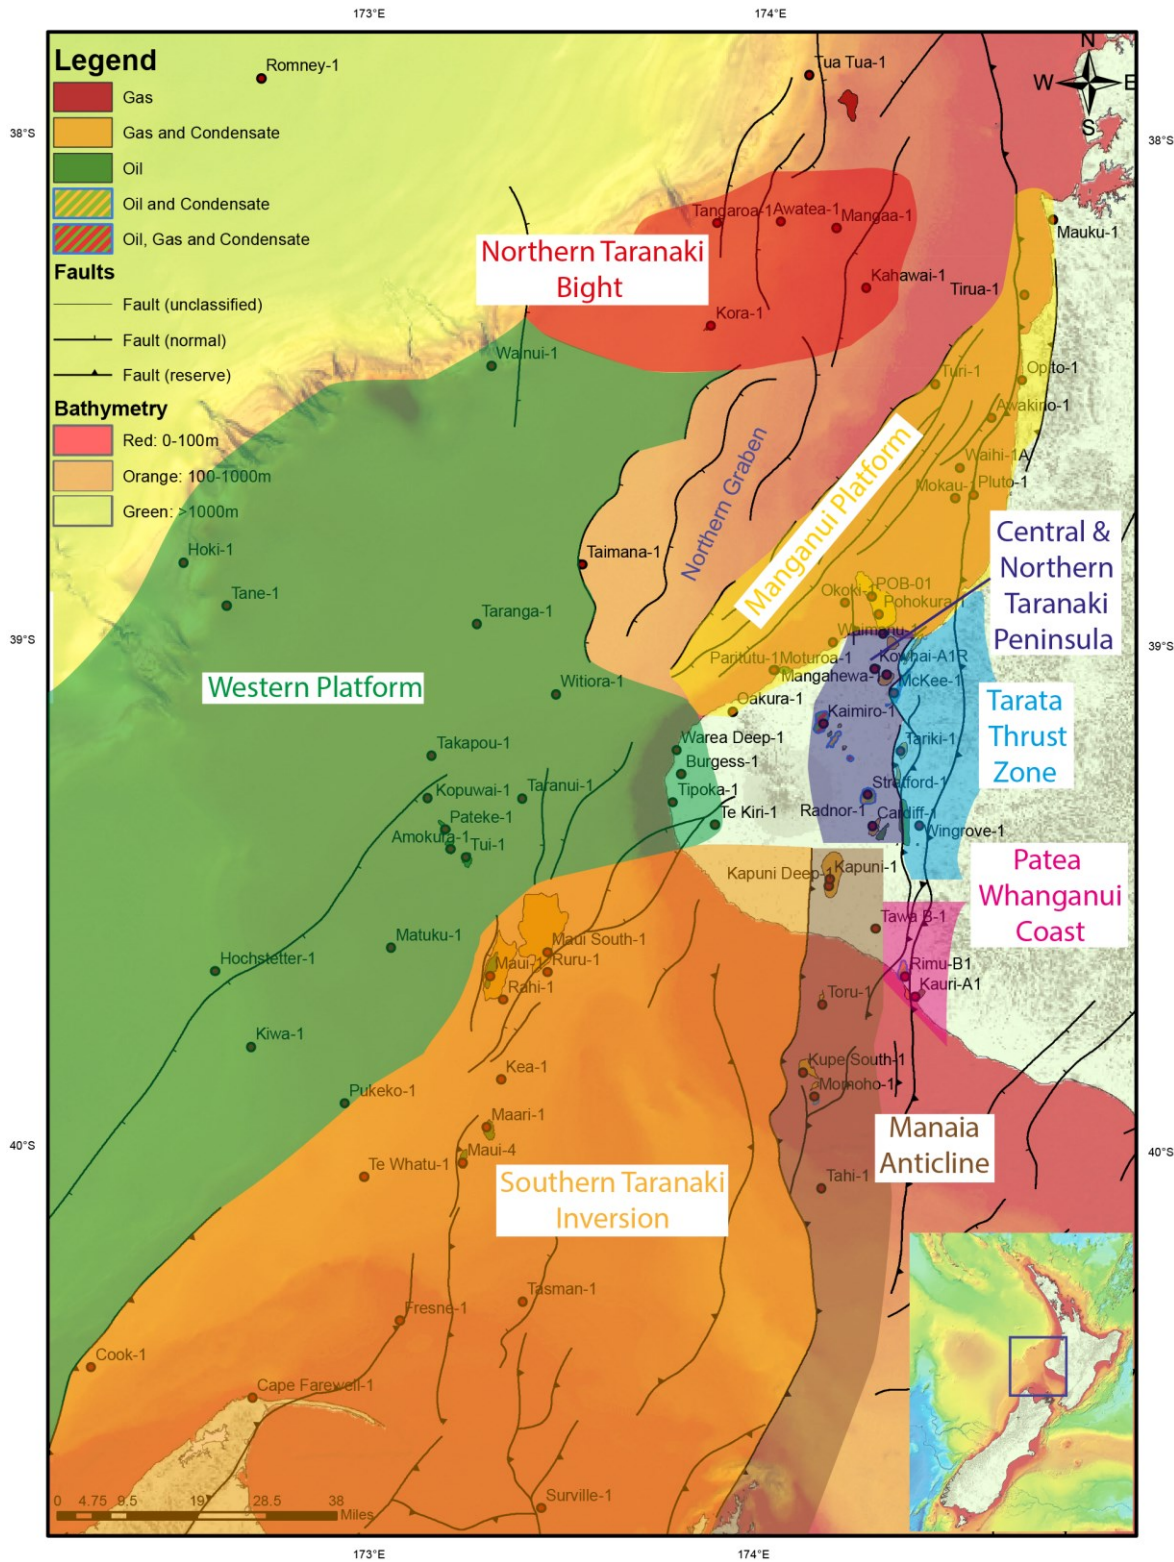 173°E
174°E
Legend
Gas
Gas and Condensate
Oil
Oil and Condensate
Oil, Gas and Condensate
Faults
Fault (unclassified)
Fault (normal)
Fault (reserve)
Bathymetry
Red: 0-100m
Orange: 100-1000m
Green: >1000m
N
W
E
S
38°S
38°S
Romney-1
Tua Tua-1
Tangaroa-1
Awatea-1
Mangaa-1
Mauku-1
Northern Taranaki
Bight
Kahawai-1
Tirua-1
Kora-1
Wainui-1
Turi-1
Opito-1
Awakino-1
Northern Graben
Manganui Platform
Waihi-1A
Mokau-1
Pluto-1
Taimana-1
Hoki-1
Tane-1
Taranga-1
Central &
Northern
Taranaki
Peninsula
Okoki-1
POB-01
Pohokura-1
Waimanu-1
39°S
39°S
Paritutu-1
Moturoa-1
Kowhai-A1R
Mangahewa-1
McKee-1
Western Platform
Witiora-1
Oakura-1
Kaimiro-1
Tarata
Thrust
Zone
Warea Deep-1
Tariki-1
Takapou-1
Burgess-1
Kopuwai-1
Taranui-1
Tipoka-1
Stratford-1
Pateke-1
Te Kiri-1
Radnor-1
Cardiff-1
Wingrove-1
Amokura-1
Tui-1
Kapuni Deep-1
Kapuni-1
Patea
Whanganui
Coast
Tawa B-1
Matuku-1
Maui South-1
Hochstetter-1
Maui-1
Ruru-1
Rimu-B1
Rahi-1
Toru-1
Kauri-A1
Kiwa-1
Kea-1
Kupe South-1
Momoho-1
Pukeko-1
Maari-1
Manaia
Anticline
40°S
40°S
Te Whatu-1
Maui-4
Southern Taranaki
Inversion
Tahi-1
Tasman-1
Fresne-1
Cook-1
Cape Farewell-1
Surville-1
0 4.75 9.5 19 28.5 38
Miles
173°E
174°E